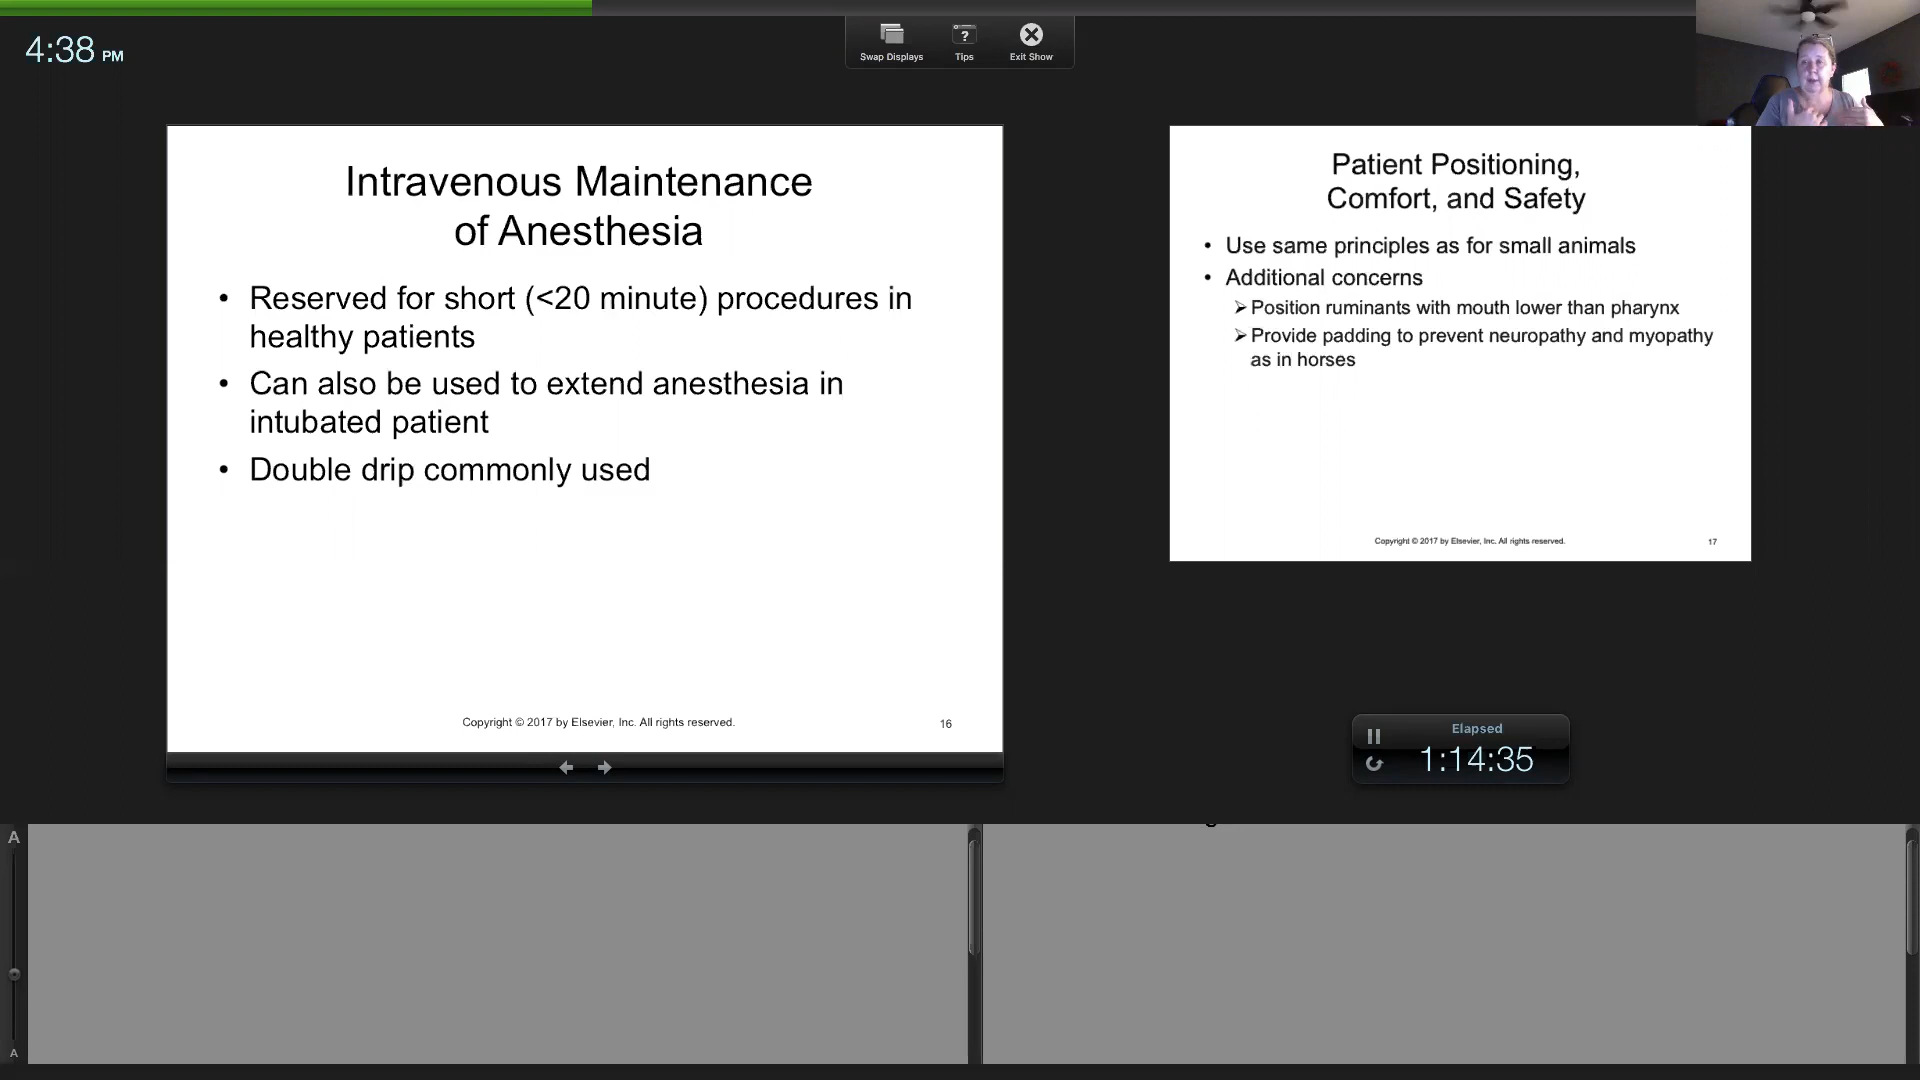 4:38 PM
Swap Displays
Tips
Exit Show
?
Intravenous Maintenance
of Anesthesia
• Reserved for short (<20 minute) procedures in
healthy patients
• Can also be used to extend anesthesia in
intubated patient
• Double drip commonly used
Copyright © 2017 by Elsevier, Inc. All rights reserved.
16
Patient Positioning,
Comfort, and Safety
• Use same principles as for small animals
• Additional concerns
➢Position ruminants with mouth lower than pharynx
➢Provide padding to prevent neuropathy and myopathy
as in horses
Copyright © 2017 by Elsevier, Inc. All rights reserved.
17
Elapsed
1:14:35
A
A